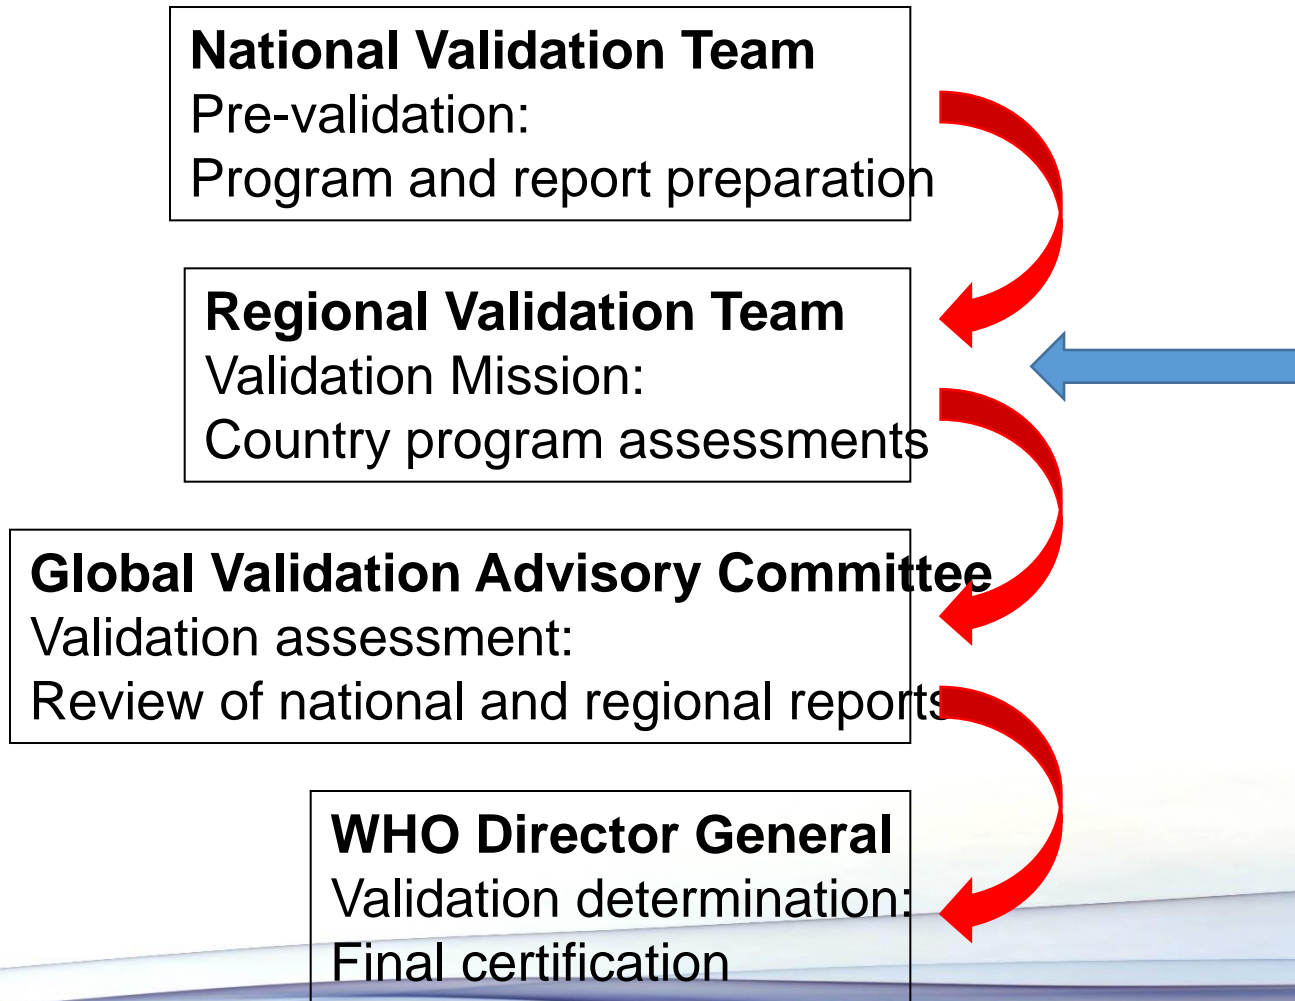 National Validation Team
Pre-validation:
Program and report preparation
Regional Validation Team
Validation Mission:
Country program assessments
Global Validation Advisory Committee
Validation assessment:
Review of national and regional reports
WHO Director General
Validation determination:
Final certification